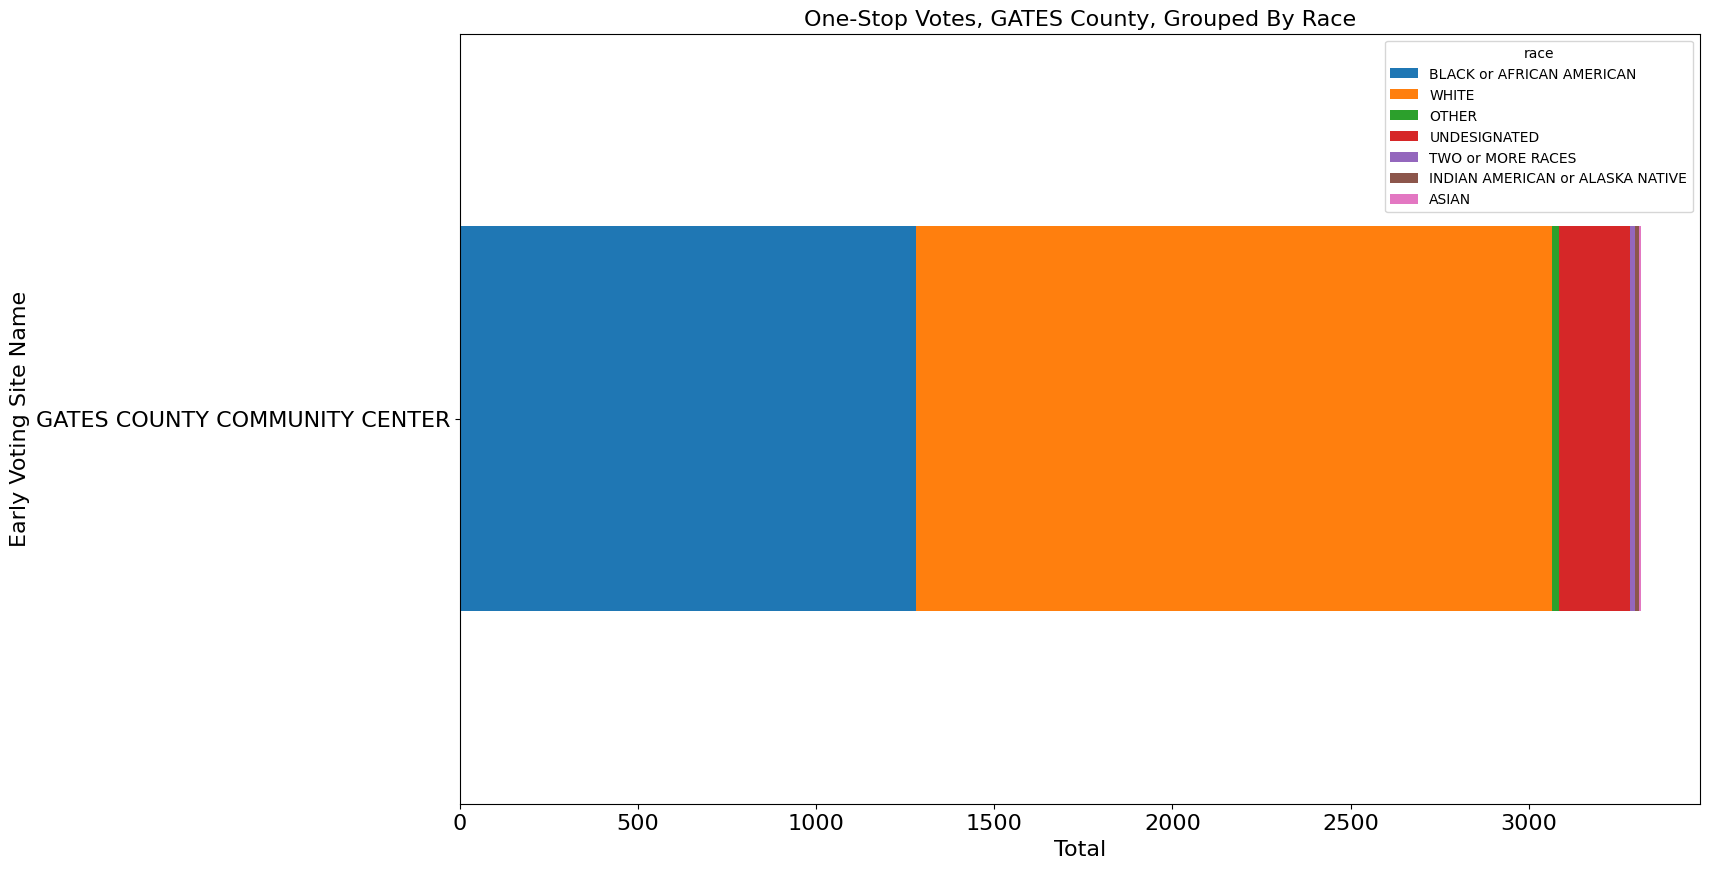 One-Stop Votes, GATES County, Grouped By Race
race
BLACK or AFRICAN AMERICAN
WHITE
OTHER
UNDESIGNATED
TWO or MORE RACES
INDIAN AMERICAN or ALASKA NATIVE
ASIAN
Early Voting Site Name
GATES COUNTY COMMUNITY CENTER
0 500 1000 1500 2000 2500 3000
Total